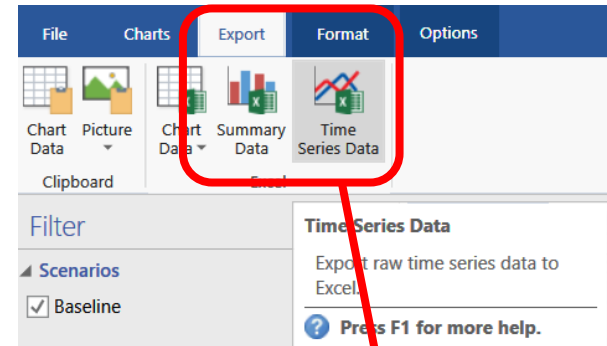 File Charts Export Format Options
Chart Data Picture Chart Data Summary Data Time Series Data
Clipboard Excel
Filter
Scenarios
Baseline
Time Series Data
Export raw time series data to
Excel.
Press F1 for more help.